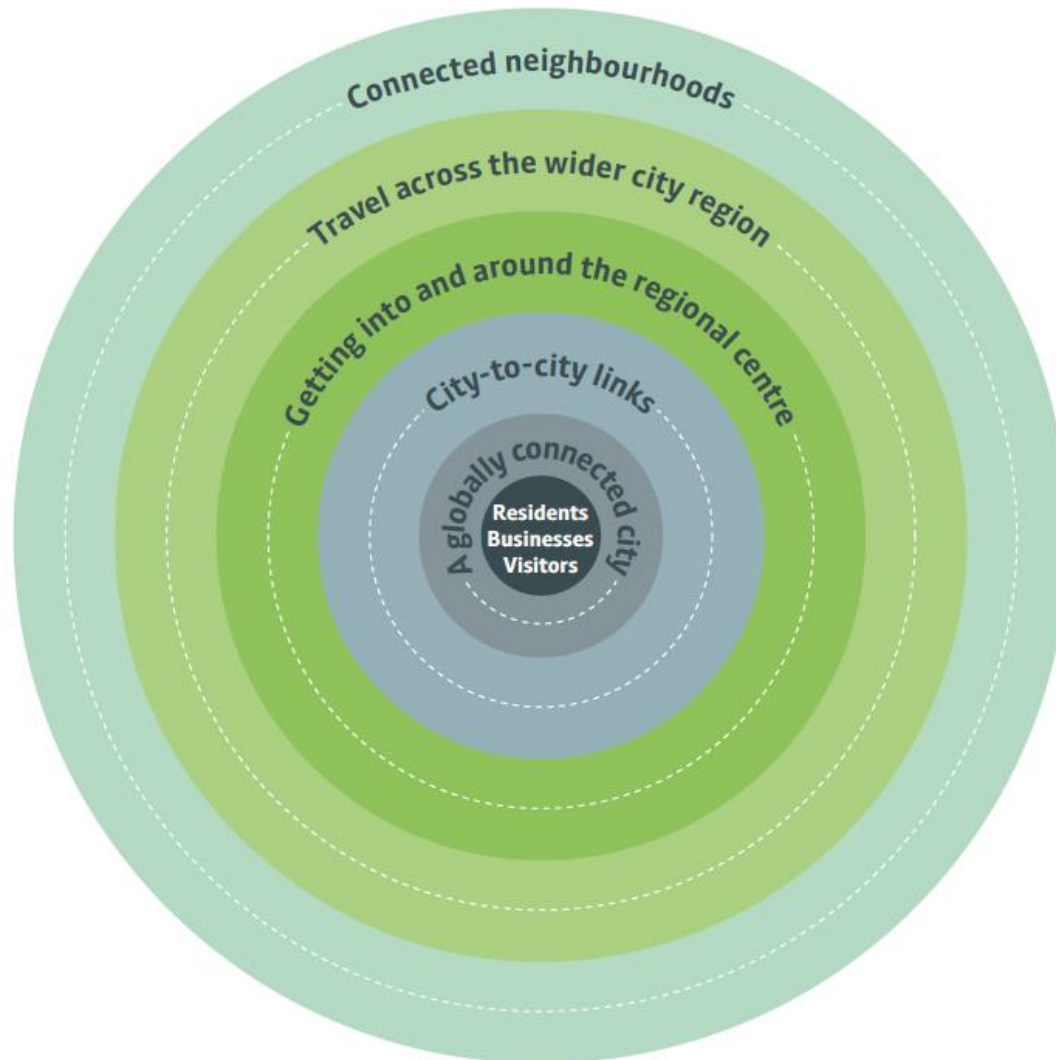 Connected neighbourhoods
Travel across the wider city region
Getting into and around the regional centre
City-to-city links
A globally connected city
Residents
Businesses
Visitors